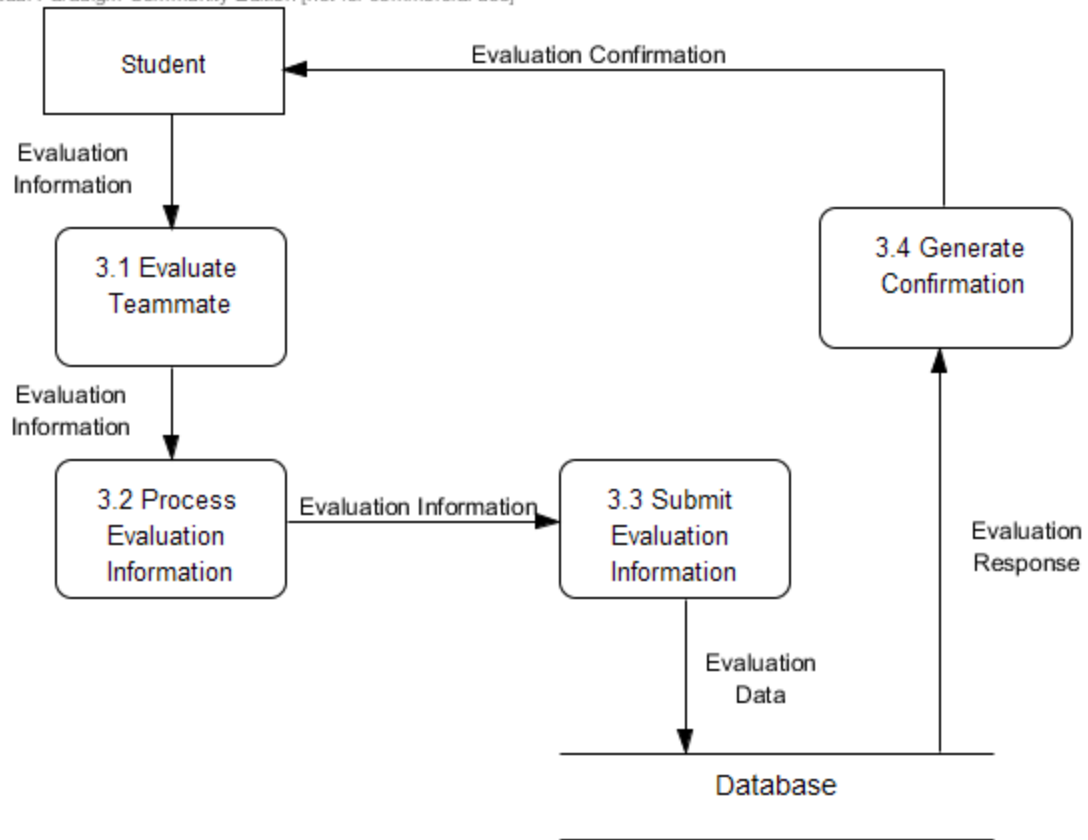 Student
Evaluation Confirmation
Evaluation
Information
3.1 Evaluate
Teammate
3.4 Generate
Confirmation
Evaluation
Information
3.2 Process
Evaluation
Information
Evaluation Information
3.3 Submit
Evaluation
Information
Evaluation
Response
Evaluation
Data
Database